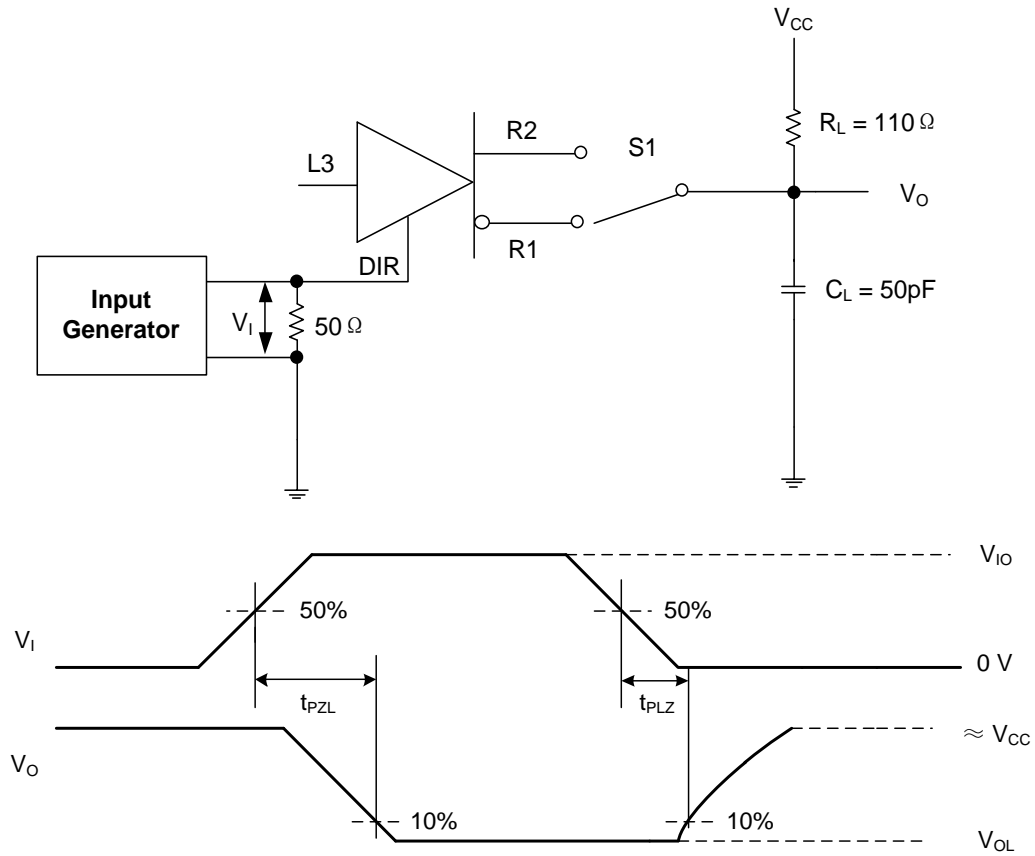 V_CC
R_L = 110 Ω
R2
S1
L3
V_O
R1
DIR
Input
Generator
V_I
50 Ω
C_L = 50pF
V_IO
50%
50%
V_I
0 V
t_PZL
t_PLZ
≈ V_CC
V_O
10%
10%
V_OL